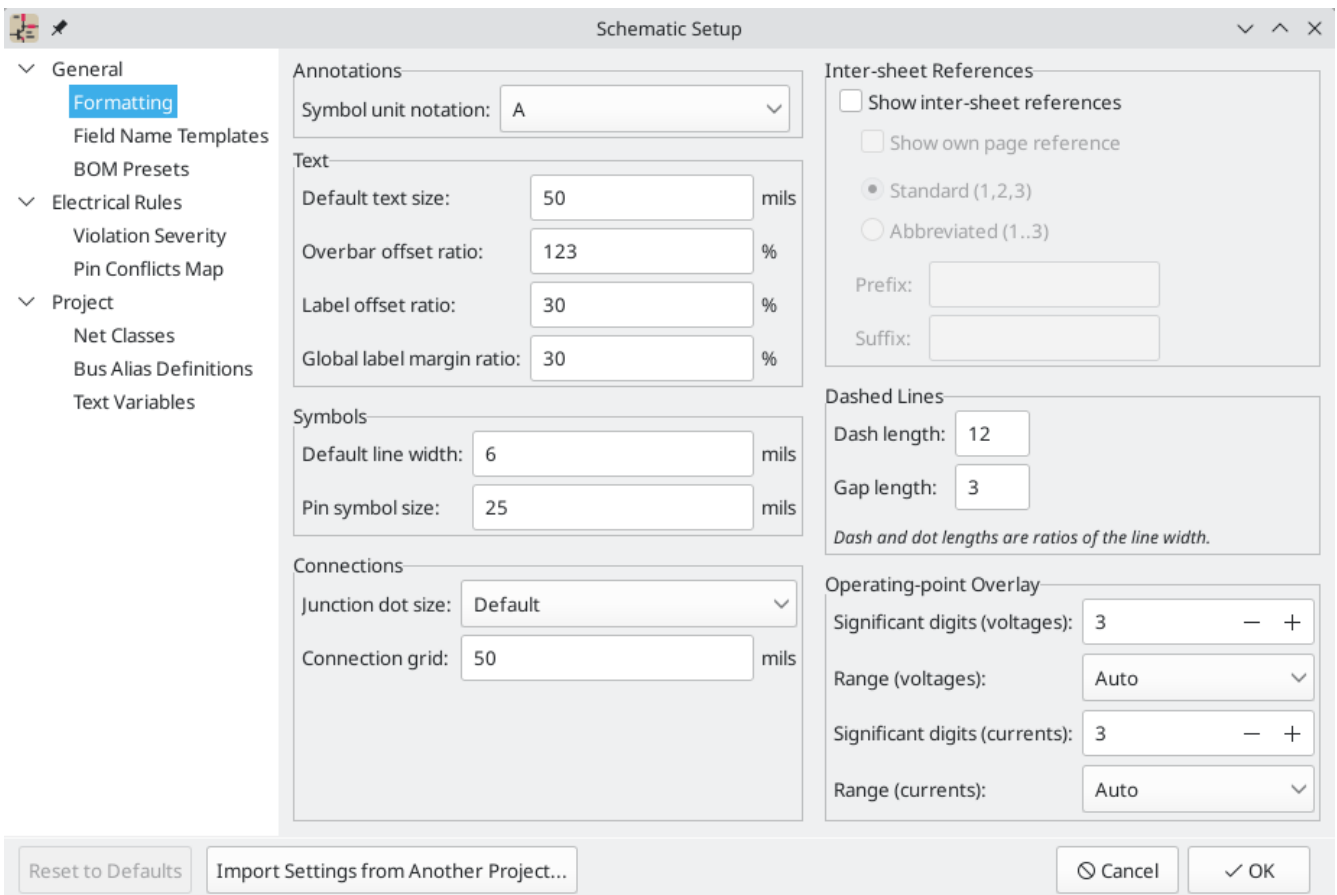 Schematic Setup
General
Formatting
Field Name Templates
BOM Presets
Electrical Rules
Violation Severity
Pin Conflicts Map
Project
Net Classes
Bus Alias Definitions
Text Variables
Annotations
Symbol unit notation: A
Text
Default text size: 50 mils
Overbar offset ratio: 123 %
Label offset ratio: 30 %
Global label margin ratio: 30 %
Symbols
Default line width: 6 mils
Pin symbol size: 25 mils
Connections
Junction dot size: Default
Connection grid: 50 mils
Inter-sheet References
Show inter-sheet references
Show own page reference
Standard (1,2,3)
Abbreviated (1..3)
Prefix:
Suffix:
Dashed Lines
Dash length: 12
Gap length: 3
Dash and dot lengths are ratios of the line width.
Operating-point Overlay
Significant digits (voltages): 3
Range (voltages): Auto
Significant digits (currents): 3
Range (currents): Auto
Reset to Defaults
Import Settings from Another Project...
Cancel
OK